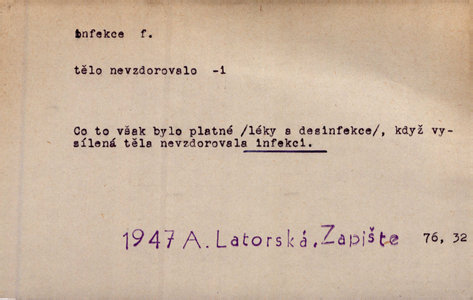 infekce f.
tělo nevzdorovalo -i
Co to však bylo platné /léky a desinfekce/, když vy-
sílená těla nevzdorovala infekci.
1947 A. Latorská, Zapište 76, 32